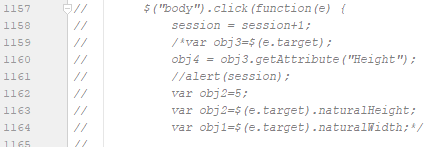 1157 // $("body").click(function(e) {
1158 // session = session+1;
1159 // /*var obj3=$(e.target);
1160 // obj4 = obj3.getAttribute("Height");
1161 // //alert(session);
1162 // var obj2=5;
1163 // var obj2=$(e.target).naturalHeight;
1164 // var obj1=$(e.target).naturalWidth;*/
1165 //